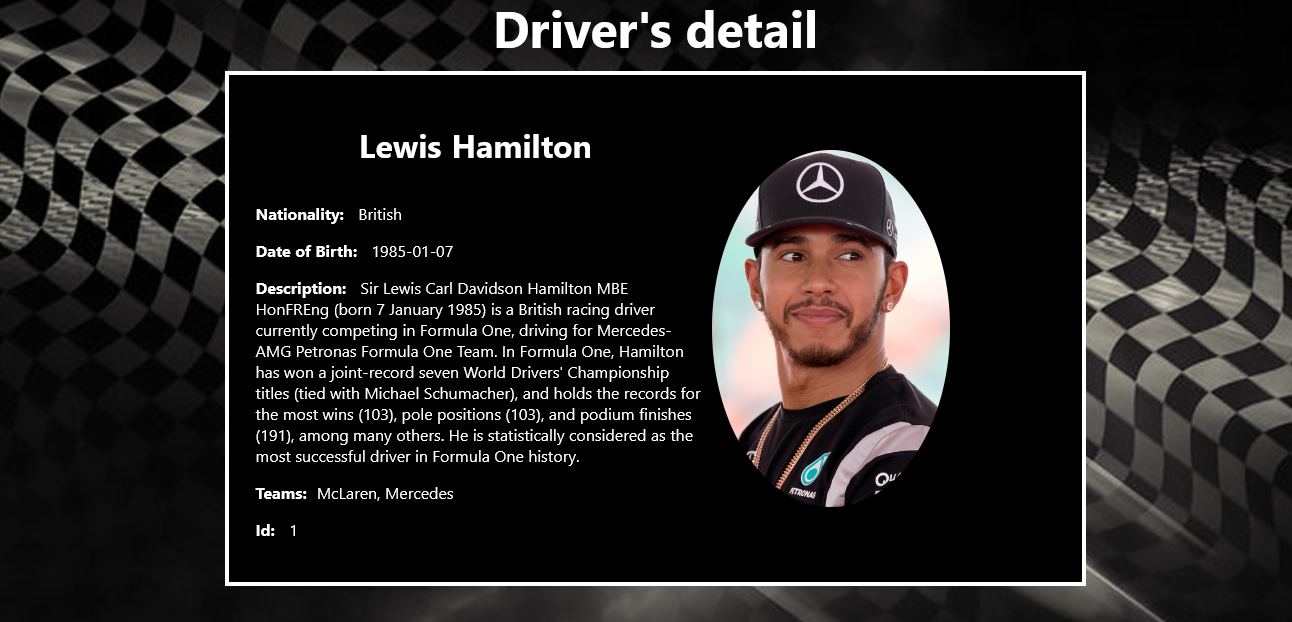 Driver's detail
Lewis Hamilton
Nationality: British
Date of Birth: 1985-01-07
Description: Sir Lewis Carl Davidson Hamilton MBE
HonFREng (born 7 January 1985) is a British racing driver
currently competing in Formula One, driving for Mercedes-
AMG Petronas Formula One Team. In Formula One, Hamilton
has won a joint-record seven World Drivers' Championship
titles (tied with Michael Schumacher), and holds the records for
the most wins (103), pole positions (103), and podium finishes
(191), among many others. He is statistically considered as the
most successful driver in Formula One history.
Teams: McLaren, Mercedes
Id: 1